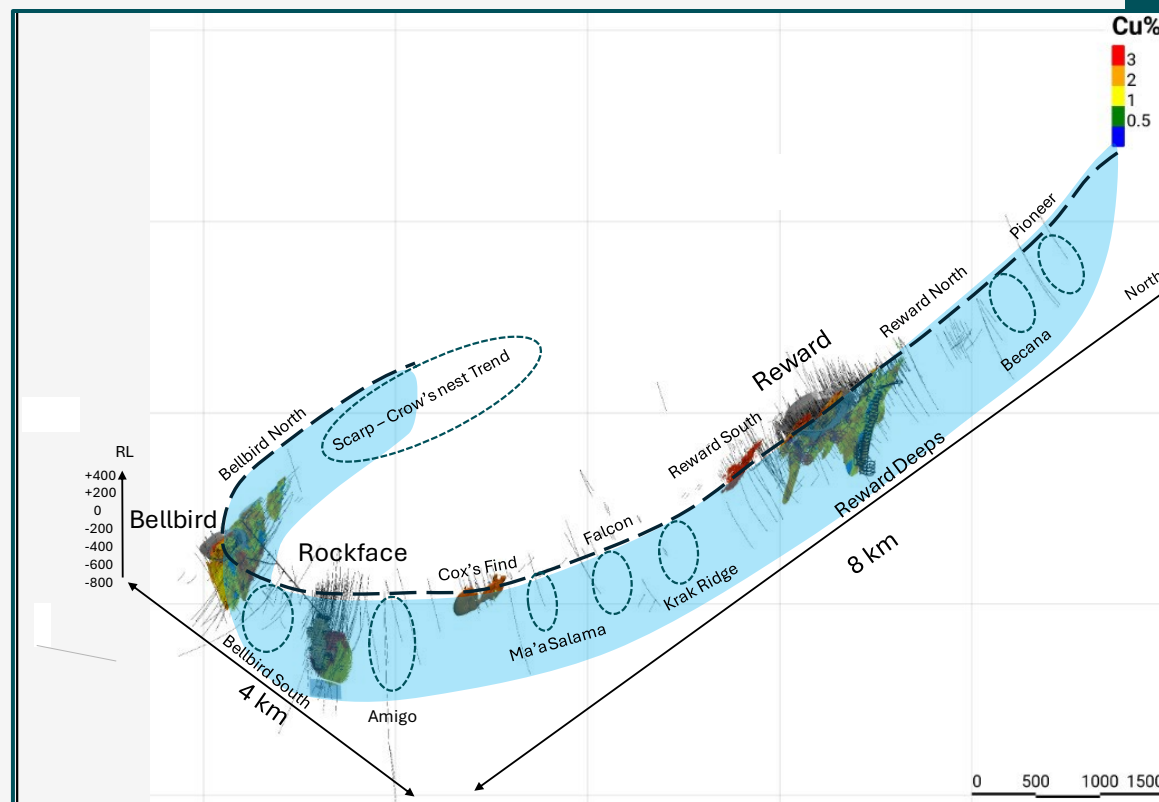 Cu%
3
2
1
0.5
Pioneer
North
Reward North
Becana
Reward
Scarp – Crow's nest Trend
Bellbird North
Reward South
Reward Deeps
RL
+400
+200
0
-200
-400
-600
-800
Bellbird
Rockface
Falcon
Cox's Find
8 km
Krak Ridge
Ma'a Salama
Bellbird South
4 km
Amigo
0 500 1000 1500